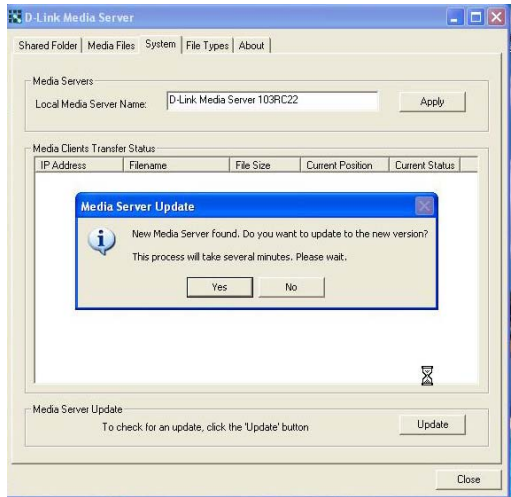 D-Link Media Server
Shared Folder Media Files System File Types About
Media Servers
Local Media Server Name: D-Link Media Server 103RC22 Apply
Media Clients Transfer Status
IP Address Filename File Size Current Position Current Status
Media Server Update
New Media Server found. Do you want to update to the new version?
This process will take several minutes. Please wait.
Yes No
Media Server Update
To check for an update, click the 'Update' button Update
Close